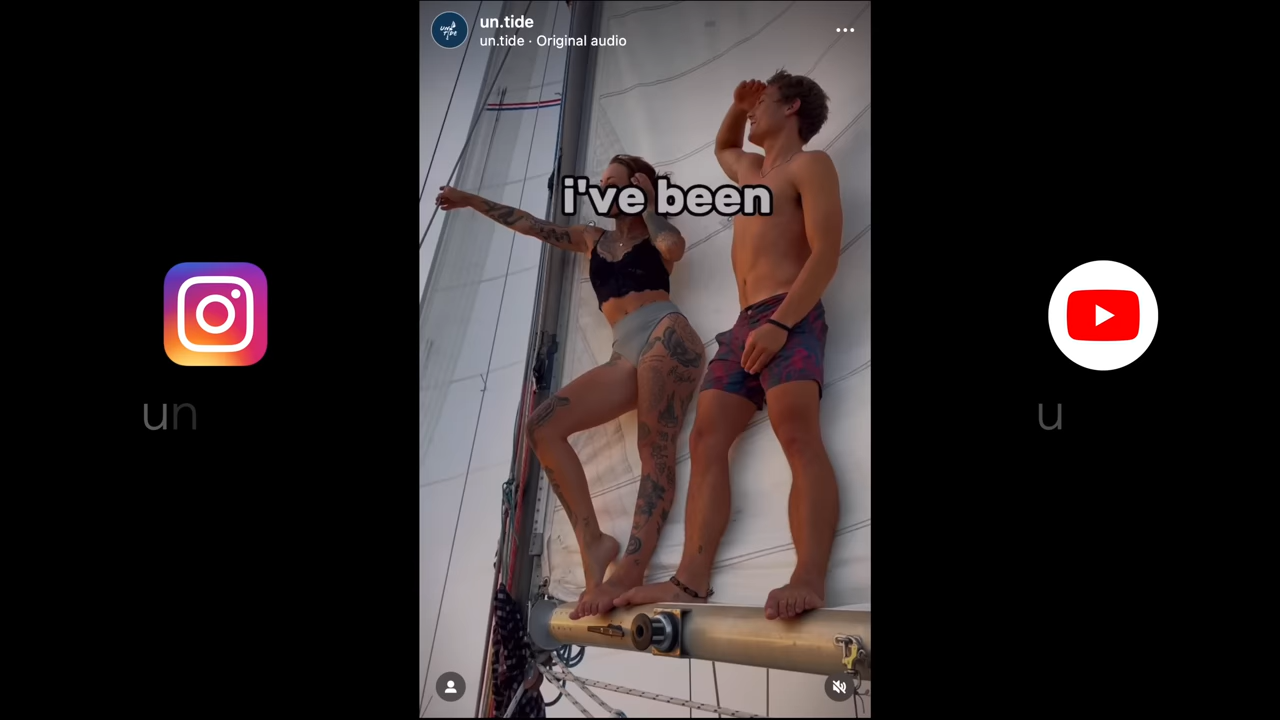 un.tide
un.tide · Original audio
i've been
un
u